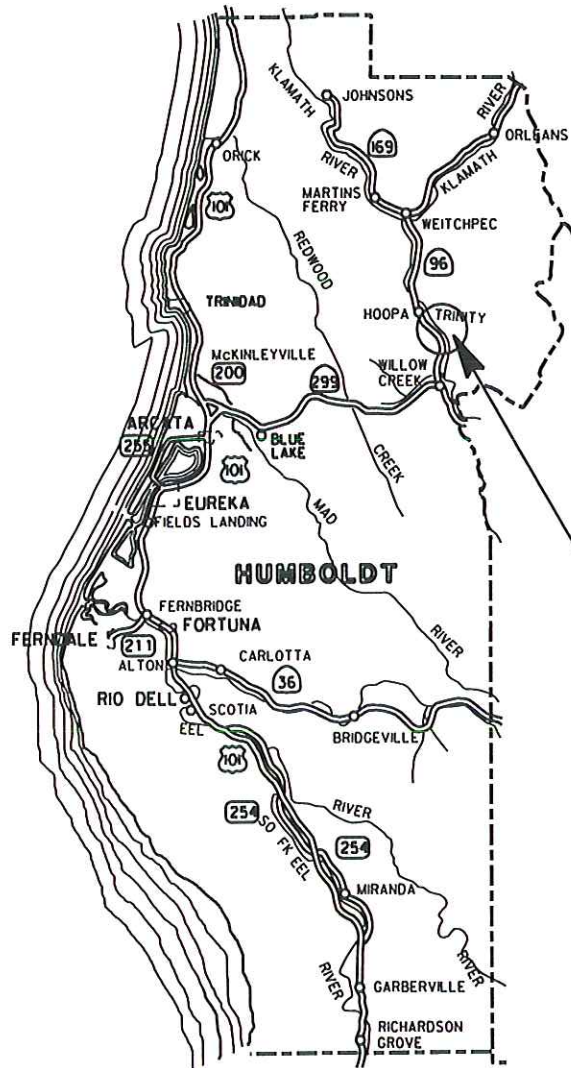 KLAMATH
RIVER
JOHNSONS
RIVER
ORLEANS
169
KLAMATH
ORICK
MARTINS
FERRY
WEITCHPEC
101
REDWOOD
96
TRINIDAD
HOOPA
TRINITY
McKINLEYVILLE
200
299
WILLOW
CREEK
ARCATA
255
BLUE
LAKE
101
CREEK
MAD
EUREKA
FIELDS LANDING
HUMBOLDT
FERNBRIDGE
FORTUNA
FERNDALE
211
RIVER
ALTON
CARLOTTA
36
RIO DELL
SCOTIA
BRIDGEVILLE
EEL
101
RIVER
254
SO FK EEL
254
MIRANDA
RIVER
RIVER
GARBERVILLE
RICHARDSON
GROVE